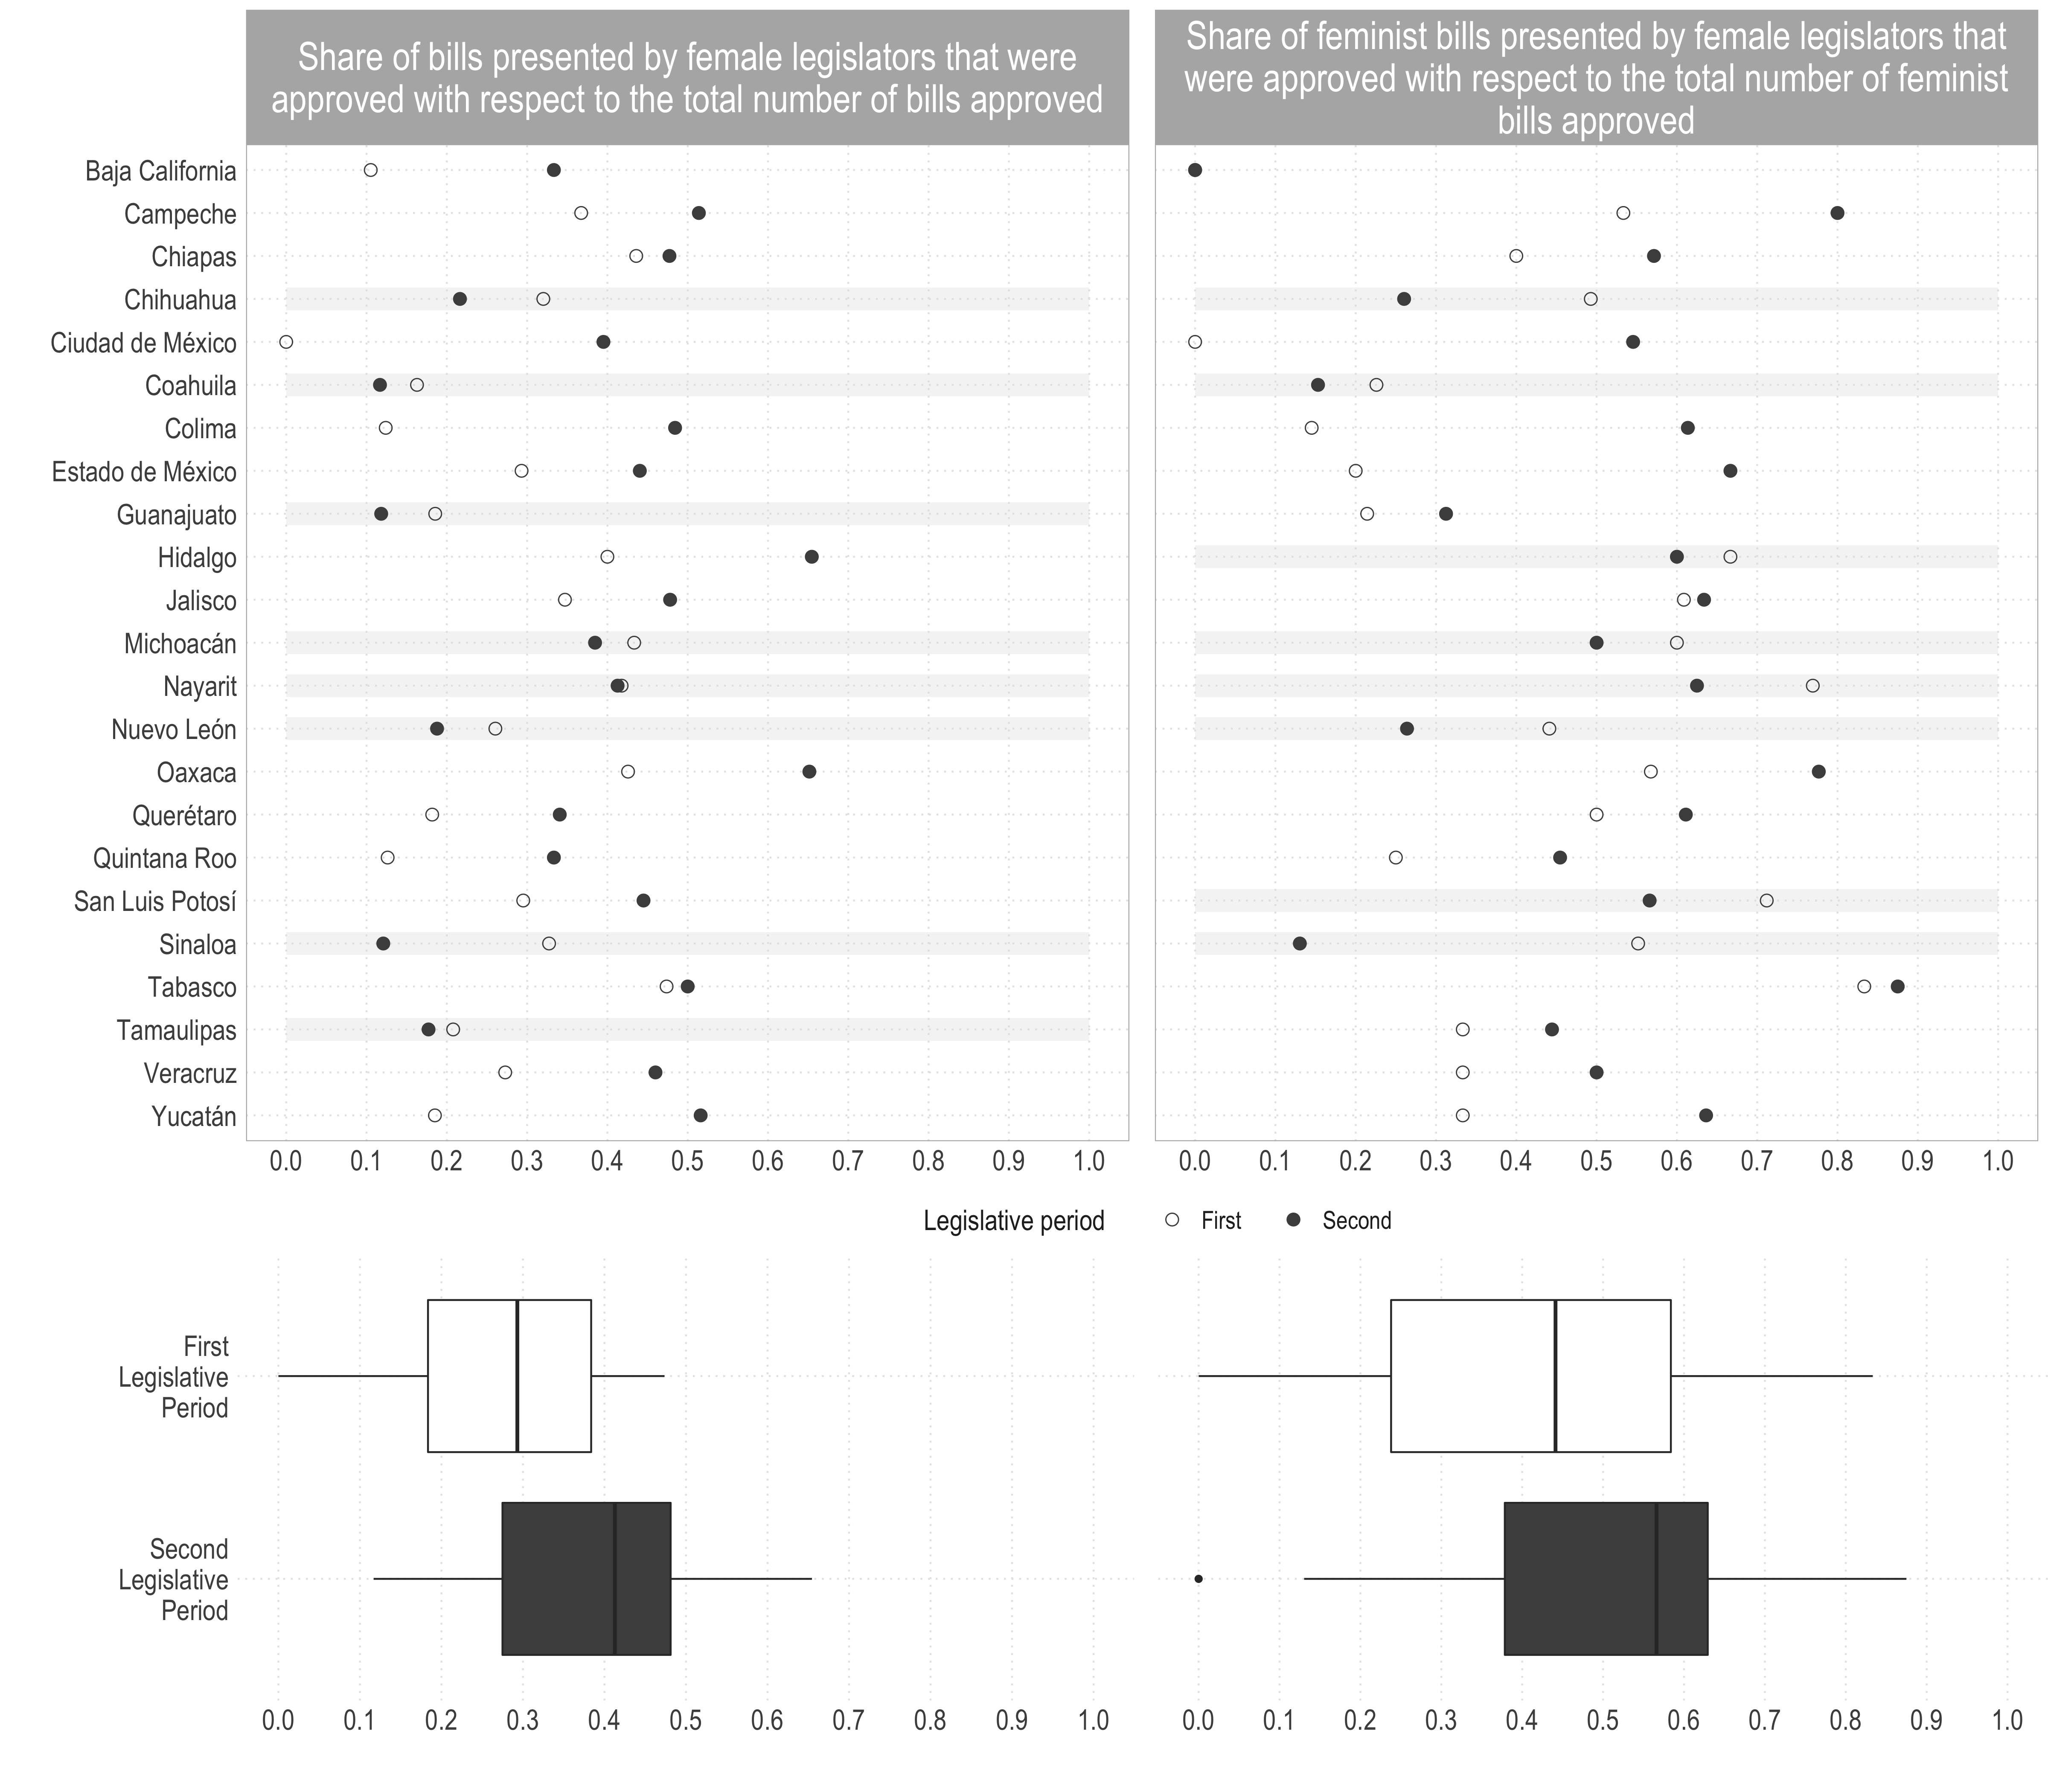 Share of bills presented by female legislators that were
approved with respect to the total number of bills approved
Share of feminist bills presented by female legislators that
were approved with respect to the total number of feminist
bills approved
Baja California
Campeche
Chiapas
Chihuahua
Ciudad de México
Coahuila
Colima
Estado de México
Guanajuato
Hidalgo
Jalisco
Michoacán
Nayarit
Nuevo León
Oaxaca
Querétaro
Quintana Roo
San Luis Potosí
Sinaloa
Tabasco
Tamaulipas
Veracruz
Yucatán
0.0 0.1 0.2 0.3 0.4 0.5 0.6 0.7 0.8 0.9 1.0
0.0 0.1 0.2 0.3 0.4 0.5 0.6 0.7 0.8 0.9 1.0
Legislative period First Second
First
Legislative
Period
Second
Legislative
Period
0.0 0.1 0.2 0.3 0.4 0.5 0.6 0.7 0.8 0.9 1.0
0.0 0.1 0.2 0.3 0.4 0.5 0.6 0.7 0.8 0.9 1.0